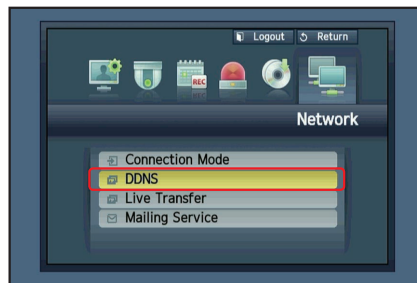 Logout Return
REC
Network
Connection Mode
DDNS
Live Transfer
Mailing Service